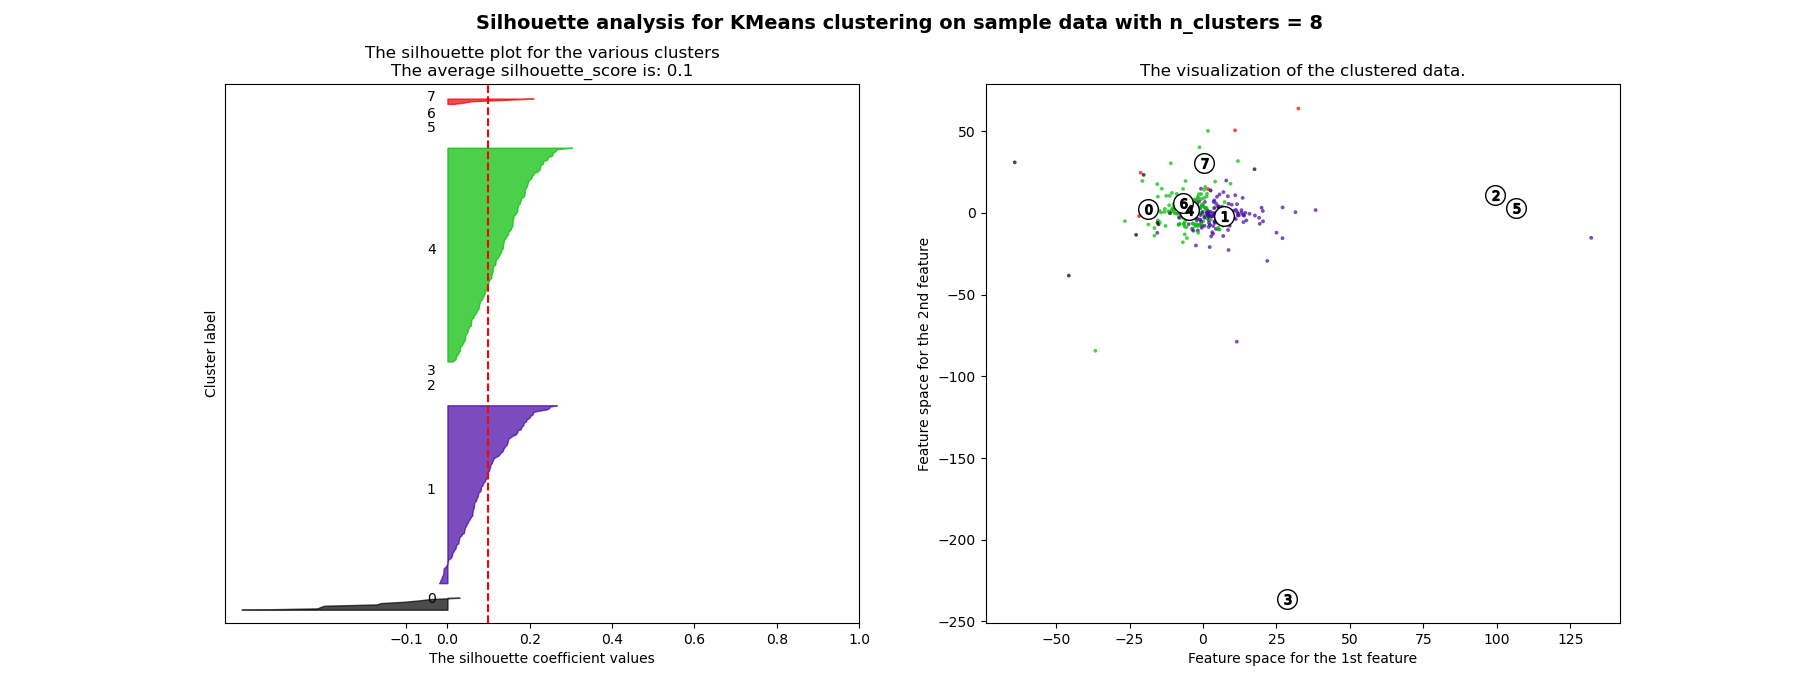 Silhouette analysis for KMeans clustering on sample data with n_clusters = 8
The silhouette plot for the various clusters
The average silhouette_score is: 0.1
7
6
5
4
3
2
1
0
Cluster label
−0.1 0.0 0.2 0.4 0.6 0.8 1.0
The silhouette coefficient values
The visualization of the clustered data.
50
0
−50
−100
−150
−200
−250
Feature space for the 2nd feature
7
2
6
0
4
5
1
3
−50 −25 0 25 50 75 100 125
Feature space for the 1st feature